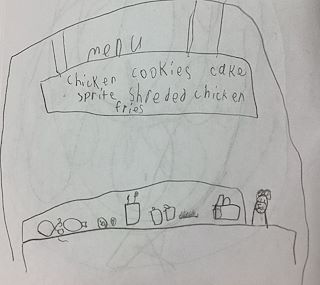 menu
chicken cookies cake
sprite shreded chicken
fries